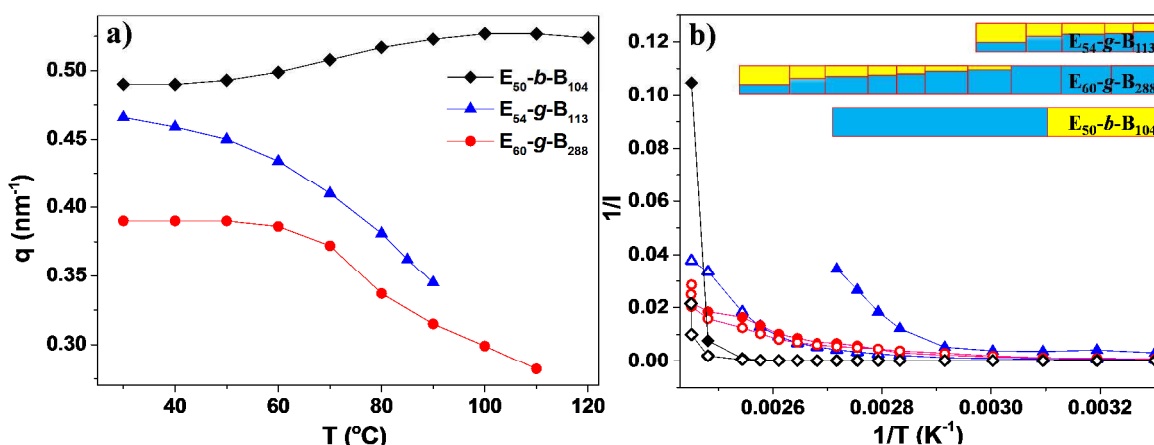 a)
0.50
0.45
0.40
0.35
0.30
q (nm⁻¹)
40 60 80 100 120
T (°C)
E₅₀-b-B₁₀₄
E₅₄-g-B₁₁₃
E₆₀-g-B₂₈₈
b)
0.12
0.10
0.08
0.06
0.04
0.02
0.00
1/I
0.0026 0.0028 0.0030 0.0032
1/T (K⁻¹)
E₅₄-g-B₁₁₃
E₆₀-g-B₂₈₈
E₅₀-b-B₁₀₄